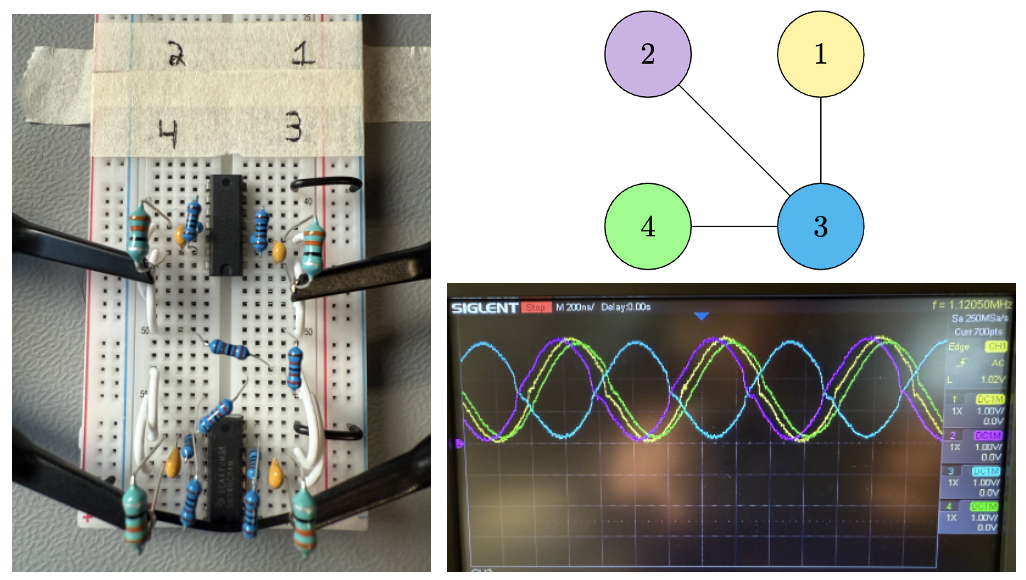 2 1
4 3
25
40
50
50
55
2 1
4 3
SIGLENT Stop M 200ns/ Delay:0.00s
f = 1.12050MHz
Sa 250MSa/s
Curr 700pts
Edge CH1
AC
L 1.02V
1 DC1M
1X 1.00V/
0.0V
2 DC1M
1X 1.00V/
0.0V
3 DC1M
1X 1.00V/
0.0V
4 DC1M
1X 1.00V/
0.0V